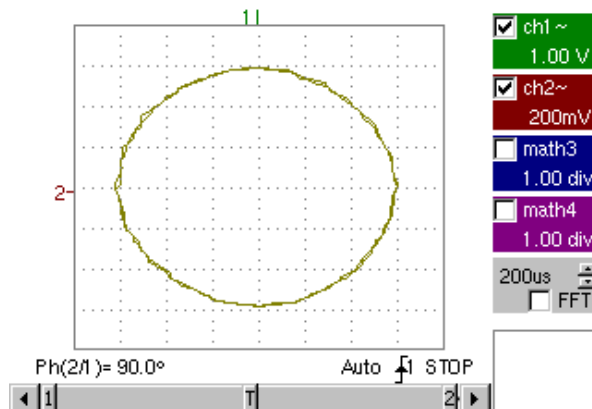 1
ch1~
1.00 V
ch2~
200mV
math3
1.00 div
math4
1.00 div
2
200us
FFT
Ph(2/1)= 90.0°
Auto
1
STOP
1
T
2